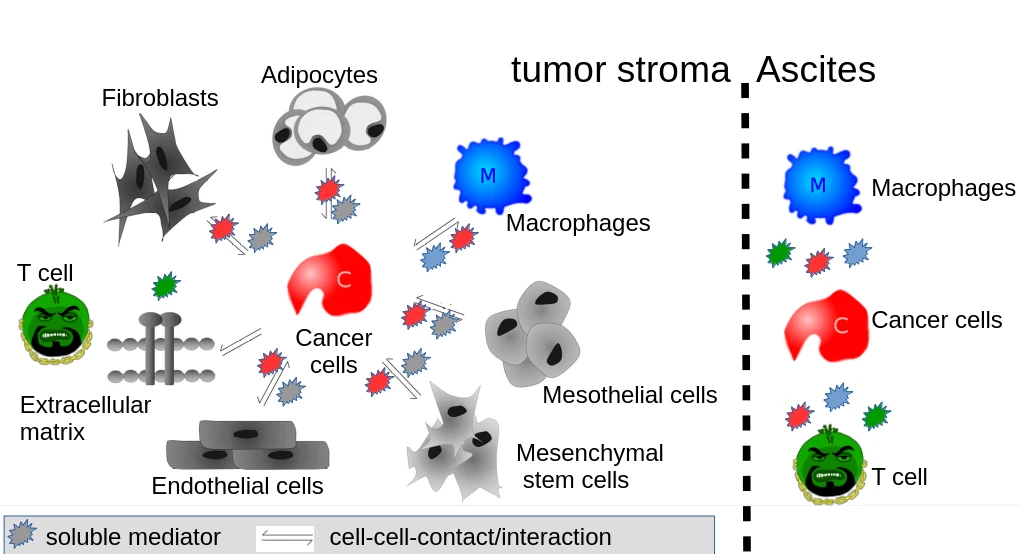 tumor stroma
Ascites
Adipocytes
Fibroblasts
M
Macrophages
M
Macrophages
T cell
C
Cancer
cells
C
Cancer cells
Mesothelial cells
Extracellular
matrix
Mesenchymal
stem cells
Endothelial cells
T cell
soluble mediator
cell-cell-contact/interaction